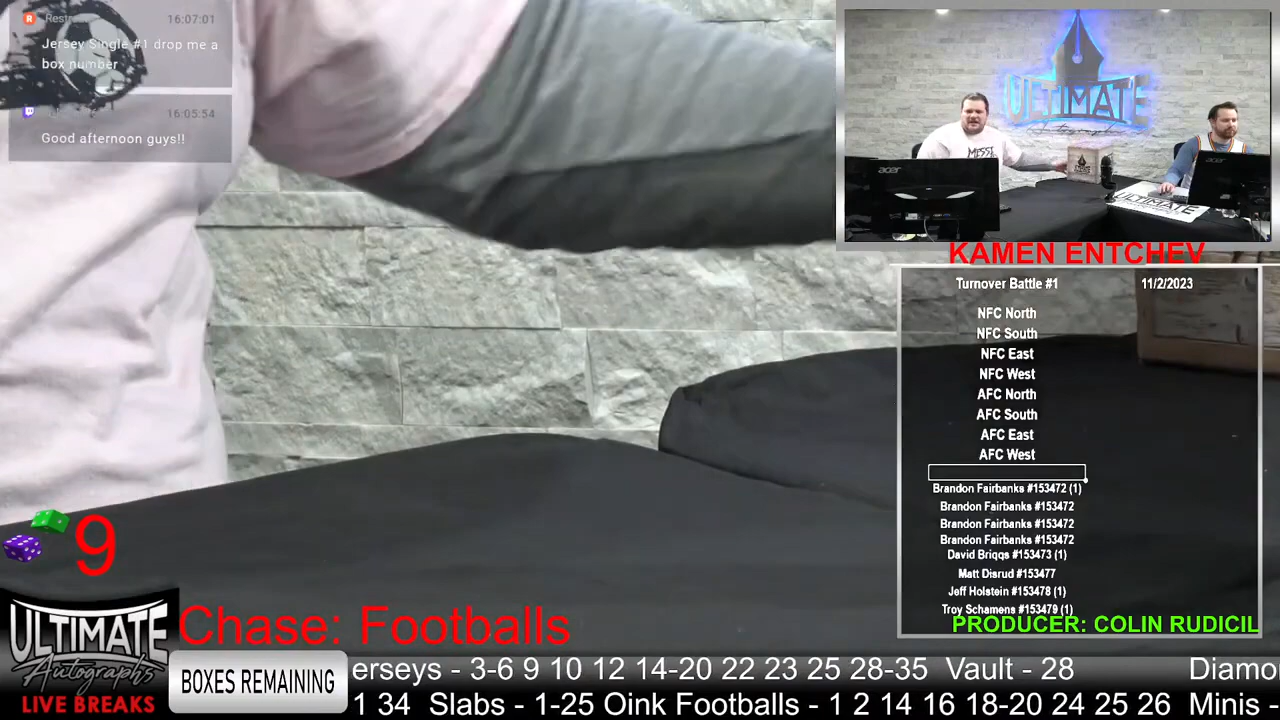 16:07:01
Jersey Single #1 drop me a
box number
16:05:54
Good afternoon guys!!
ULTIMATE
Autographs
MESSI
acer
acer
ULTIMATE
KAMEN ENTCHEV
Turnover Battle #1 11/2/2023
NFC North
NFC South
NFC East
NFC West
AFC North
AFC South
AFC East
AFC West
Brandon Fairbanks #153472 (1)
Brandon Fairbanks #153472
Brandon Fairbanks #153472
Brandon Fairbanks #153472
David Briggs #153473 (1)
Matt Disrud #153477
Jeff Holstein #153478 (1)
Troy Schamens #153479 (1)
PRODUCER: COLIN RUDICIL
9
Chase: Footballs
ULTIMATE
Autographs
LIVE BREAKS
BOXES REMAINING
erseys - 3-6 9 10 12 14-20 22 23 25 28-35 Vault - 28 Diamo
1 34 Slabs - 1-25 Oink Footballs - 1 2 14 16 18-20 24 25 26 Minis -